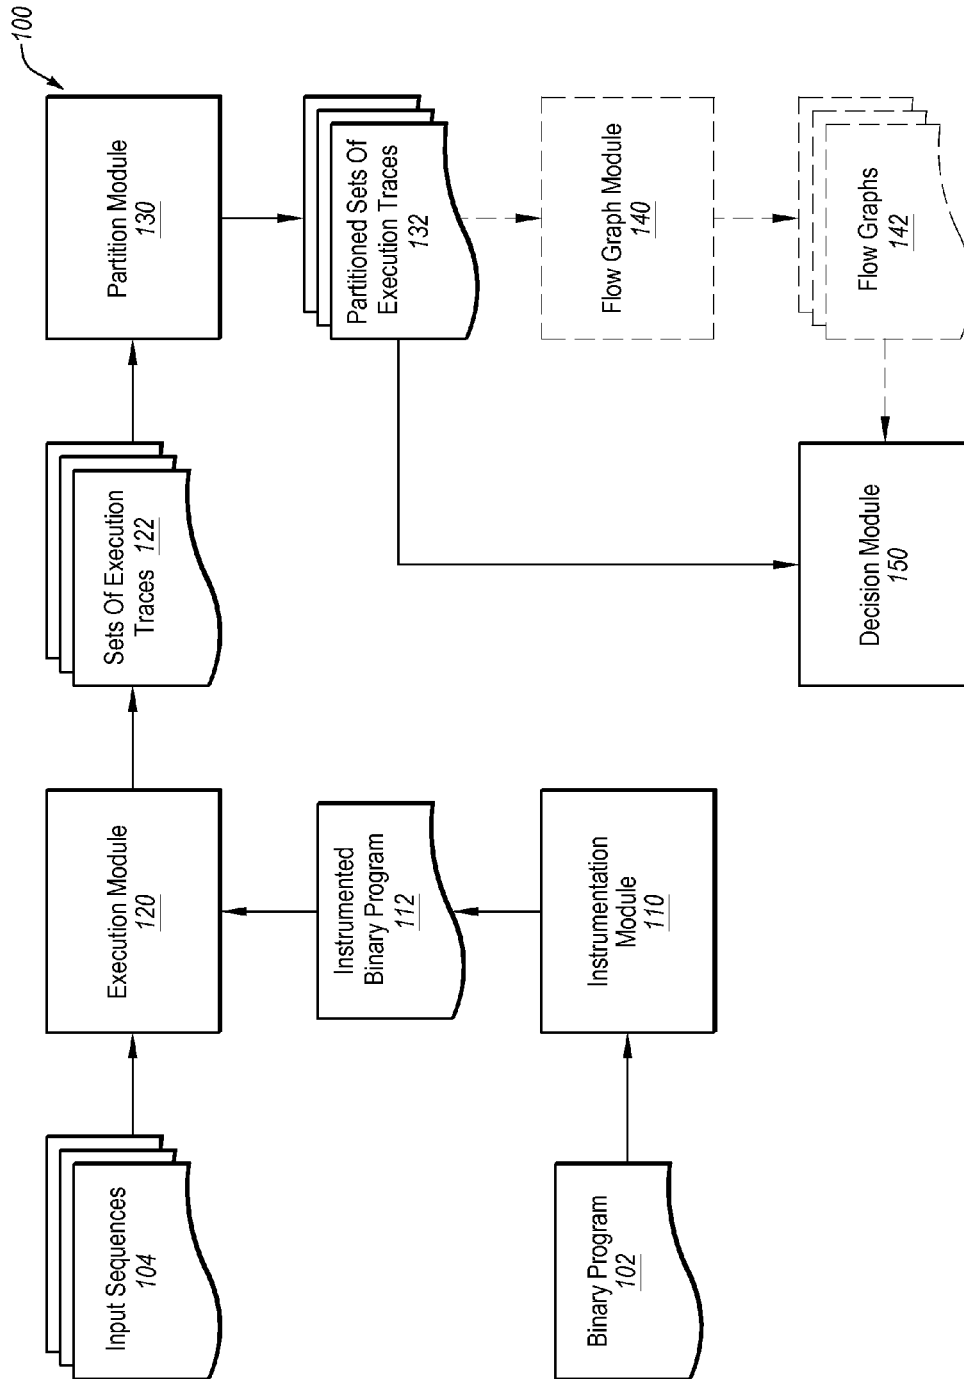 100
Input Sequences
104
Execution Module
120
Sets Of Execution
Traces 122
Partition Module
130
Partitioned Sets Of
Execution Traces
132
Instrumented
Binary Program
112
Binary Program
102
Instrumentation
Module
110
Flow Graph Module
140
Decision Module
150
Flow Graphs
142